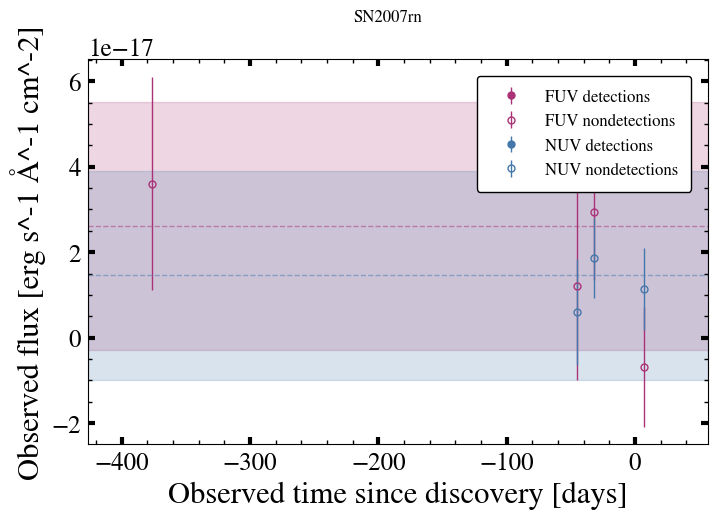 SN2007rn
1e−17
Observed flux [erg s^-1 Å^-1 cm^-2]
6
4
2
0
−2
FUV detections
FUV nondetections
NUV detections
NUV nondetections
−400 −300 −200 −100 0
Observed time since discovery [days]